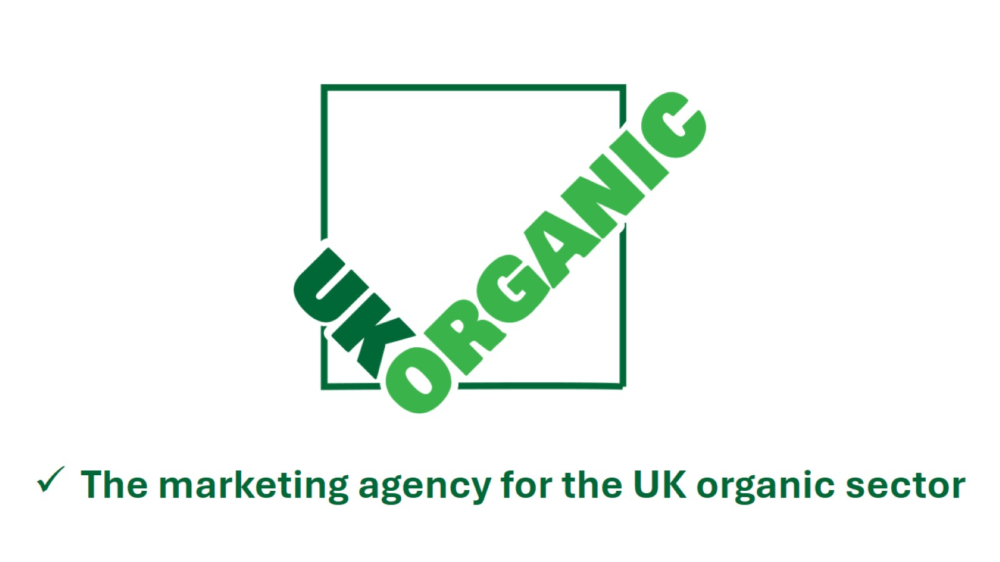 UK
ORGANIC
✓ The marketing agency for the UK organic sector